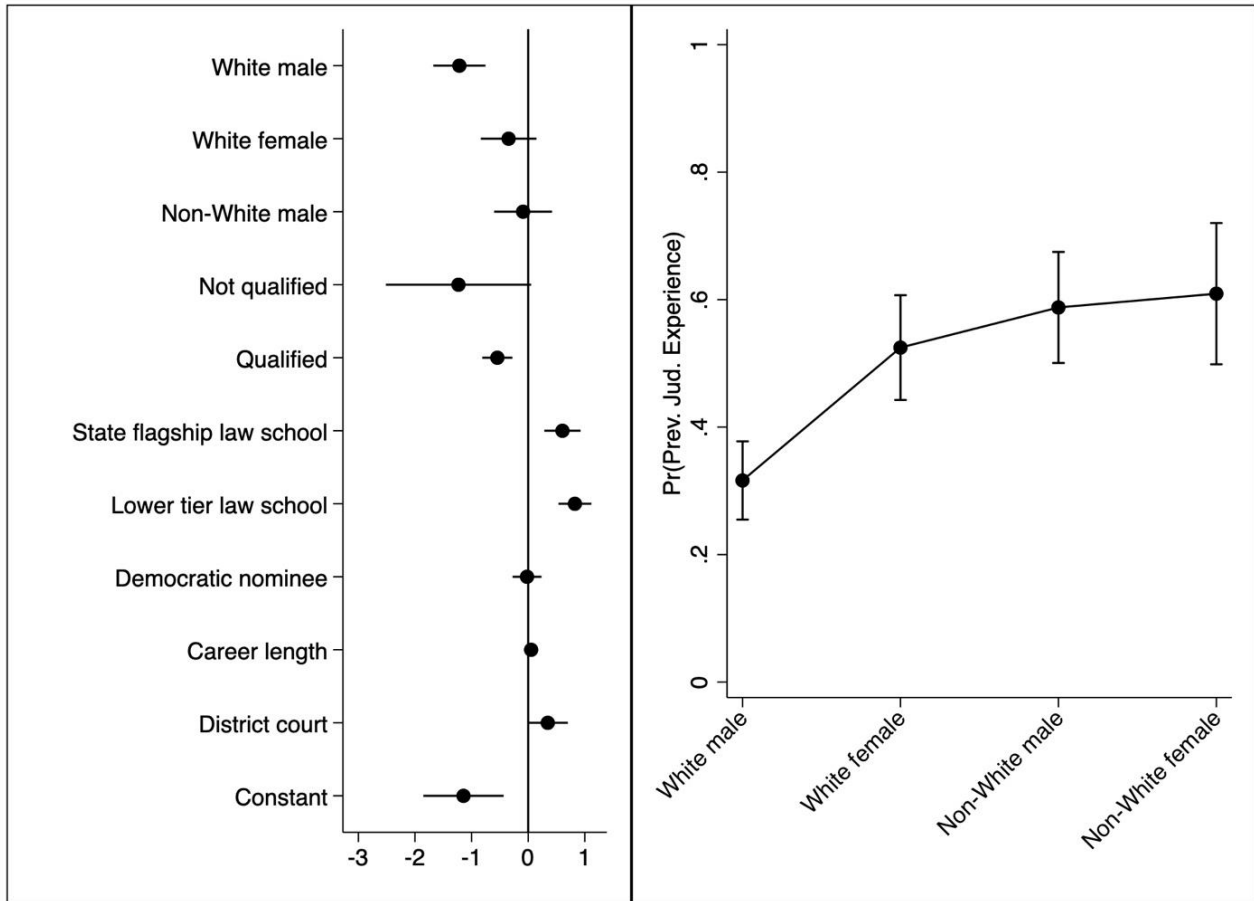 White male
White female
Non-White male
Not qualified
Qualified
State flagship law school
Lower tier law school
Democratic nominee
Career length
District court
Constant
-3 -2 -1 0 1
Pr(Prev. Jud. Experience)
1
.8
.6
.4
.2
0
White male
White female
Non-White male
Non-White female